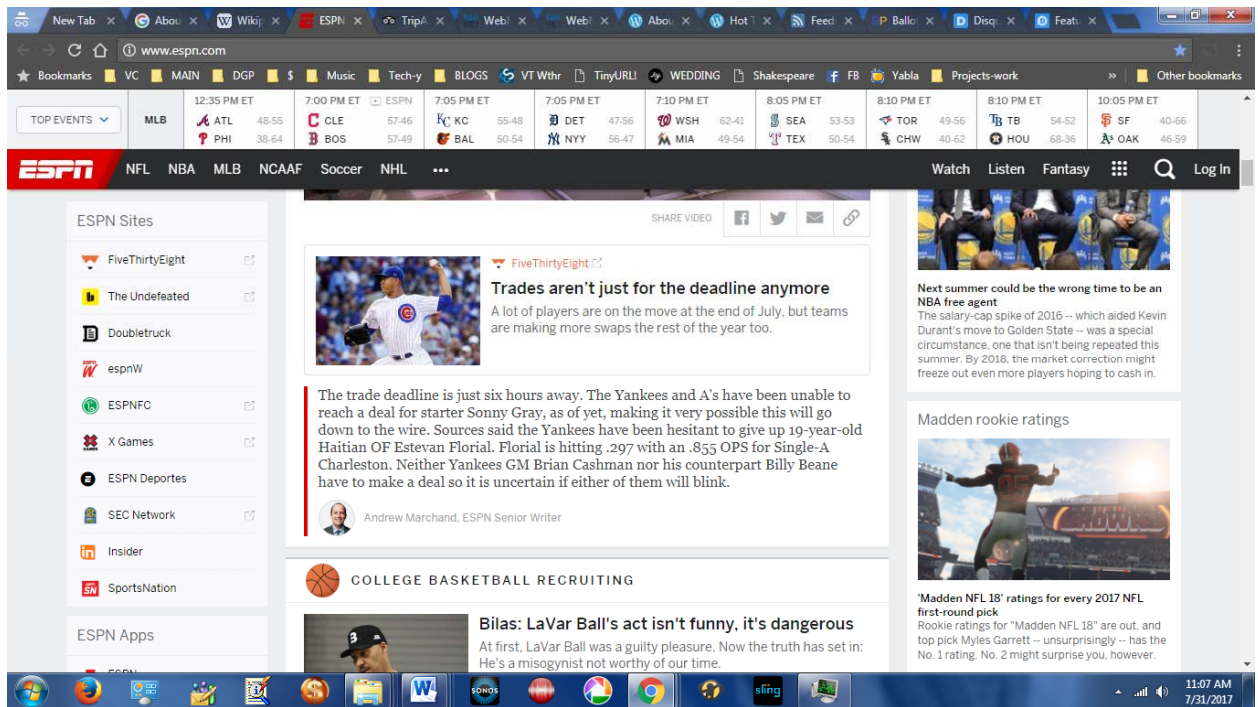 New Tab
Abou
Wikip
ESPN
TripA
Webl
Webl
Abou
Hot T
Feed
Ballo
Disqu
Featu
www.espn.com
Bookmarks VC MAIN DGP $ Music Tech-y BLOGS VT Wthr TinyURL! WEDDING Shakespeare FB Yabla Projects-work » Other bookmarks
TOP EVENTS
MLB
12:35 PM ET
ATL 48-55
PHI 38-64
7:00 PM ET ESPN
CLE 57-46
BOS 57-49
7:05 PM ET
KC 55-48
BAL 50-54
7:05 PM ET
DET 47-56
NYY 56-47
7:10 PM ET
WSH 62-41
MIA 49-54
8:05 PM ET
SEA 53-53
TEX 50-54
8:10 PM ET
TOR 49-56
CHW 40-62
8:10 PM ET
TB 54-52
HOU 68-36
10:05 PM ET
SF 40-66
OAK 46-59
ESPN NFL NBA MLB NCAAF Soccer NHL ••• Watch Listen Fantasy Log In
ESPN Sites
FiveThirtyEight
The Undefeated
Doubletruck
espnW
ESPNFC
X Games
ESPN Deportes
SEC Network
Insider
SportsNation
ESPN Apps
SHARE VIDEO
FiveThirtyEight
Trades aren't just for the deadline anymore
A lot of players are on the move at the end of July, but teams
are making more swaps the rest of the year too.
The trade deadline is just six hours away. The Yankees and A's have been unable to
reach a deal for starter Sonny Gray, as of yet, making it very possible this will go
down to the wire. Sources said the Yankees have been hesitant to give up 19-year-old
Haitian OF Estevan Florial. Florial is hitting .297 with an .855 OPS for Single-A
Charleston. Neither Yankees GM Brian Cashman nor his counterpart Billy Beane
have to make a deal so it is uncertain if either of them will blink.
Andrew Marchand, ESPN Senior Writer
COLLEGE BASKETBALL RECRUITING
Bilas: LaVar Ball's act isn't funny, it's dangerous
At first, LaVar Ball was a guilty pleasure. Now the truth has set in:
He's a misogynist not worthy of our time.
Next summer could be the wrong time to be an
NBA free agent
The salary-cap spike of 2016 -- which aided Kevin
Durant's move to Golden State -- was a special
circumstance, one that isn't being repeated this
summer. By 2018, the market correction might
freeze out even more players hoping to cash in.
Madden rookie ratings
BROWNS
'Madden NFL 18' ratings for every 2017 NFL
first-round pick
Rookie ratings for "Madden NFL 18" are out, and
top pick Myles Garrett -- unsurprisingly -- has the
No. 1 rating. No. 2 might surprise you, however.
SONOS
sling
11:07 AM
7/31/2017